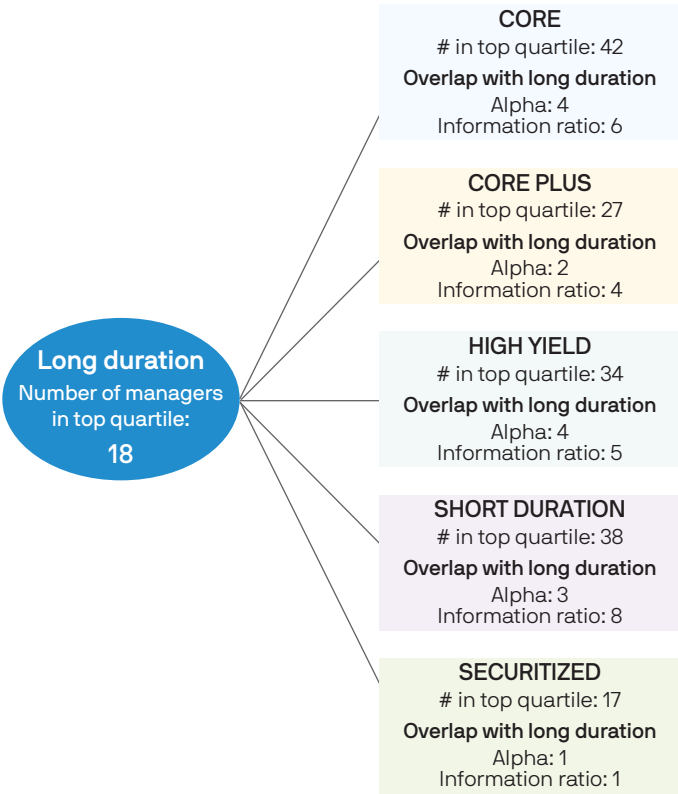 CORE
# in top quartile: 42
Overlap with long duration
Alpha: 4
Information ratio: 6
CORE PLUS
# in top quartile: 27
Overlap with long duration
Alpha: 2
Information ratio: 4
Long duration
Number of managers
in top quartile:
18
HIGH YIELD
# in top quartile: 34
Overlap with long duration
Alpha: 4
Information ratio: 5
SHORT DURATION
# in top quartile: 38
Overlap with long duration
Alpha: 3
Information ratio: 8
SECURITIZED
# in top quartile: 17
Overlap with long duration
Alpha: 1
Information ratio: 1